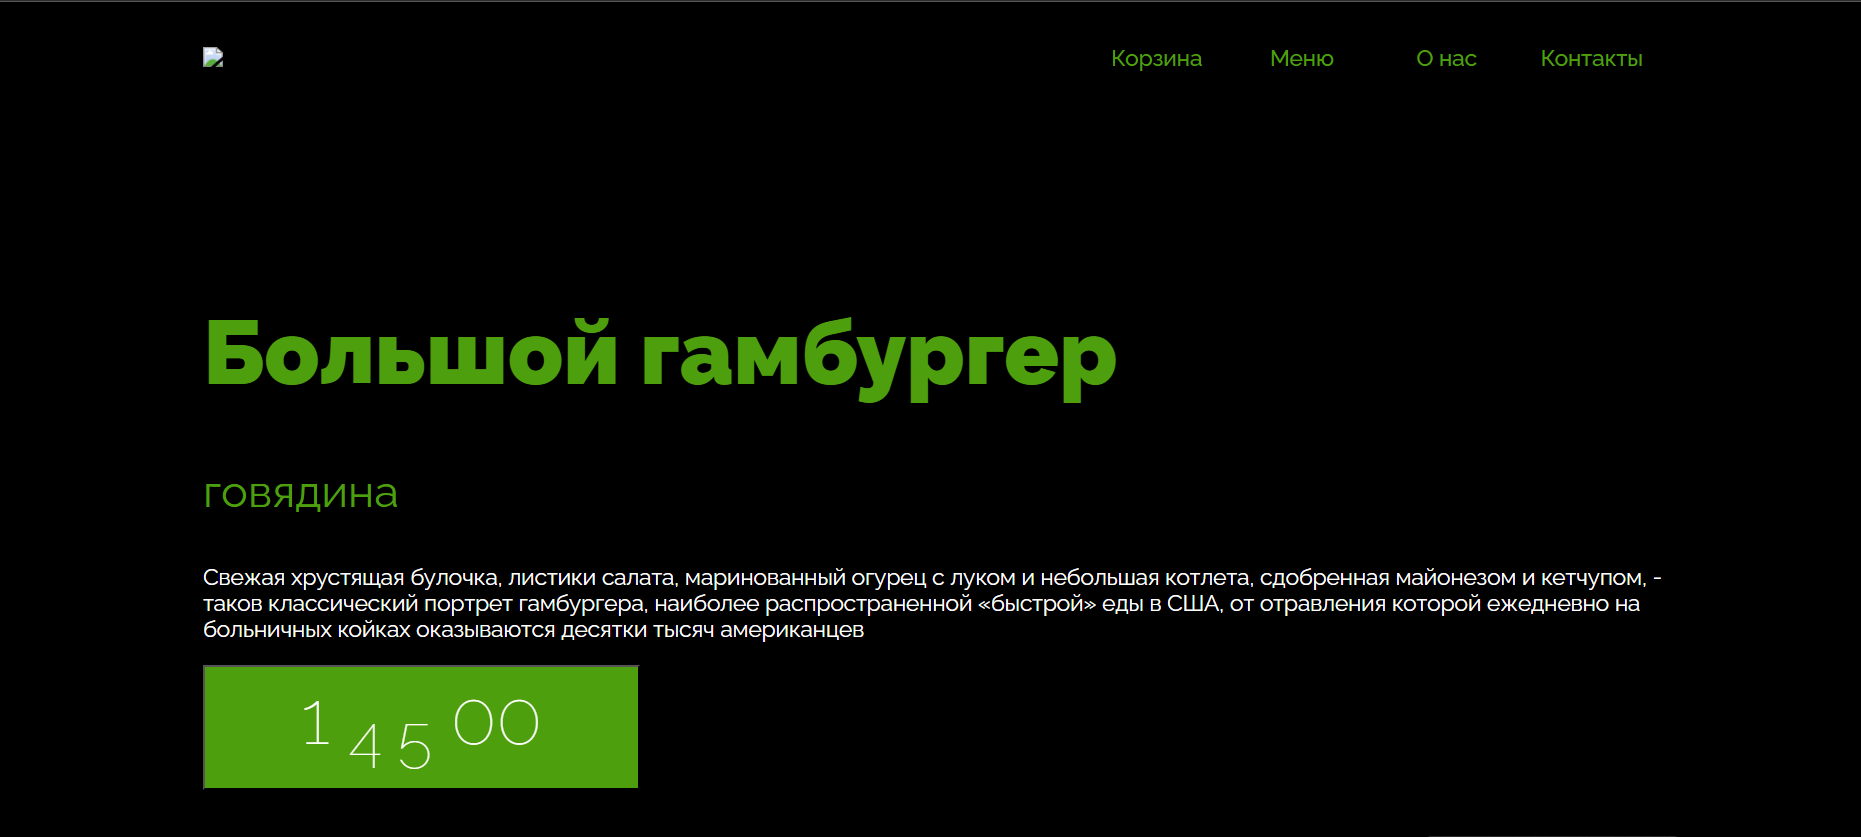 Корзина Меню О нас Контакты
Большой гамбургер
говядина
Свежая хрустящая булочка, листики салата, маринованный огурец с луком и небольшая котлета, сдобренная майонезом и кетчупом, -
таков классический портрет гамбургера, наиболее распространенной «быстрой» еды в США, от отравления которой ежедневно на
больничных койках оказываются десятки тысяч американцев
1 45 00